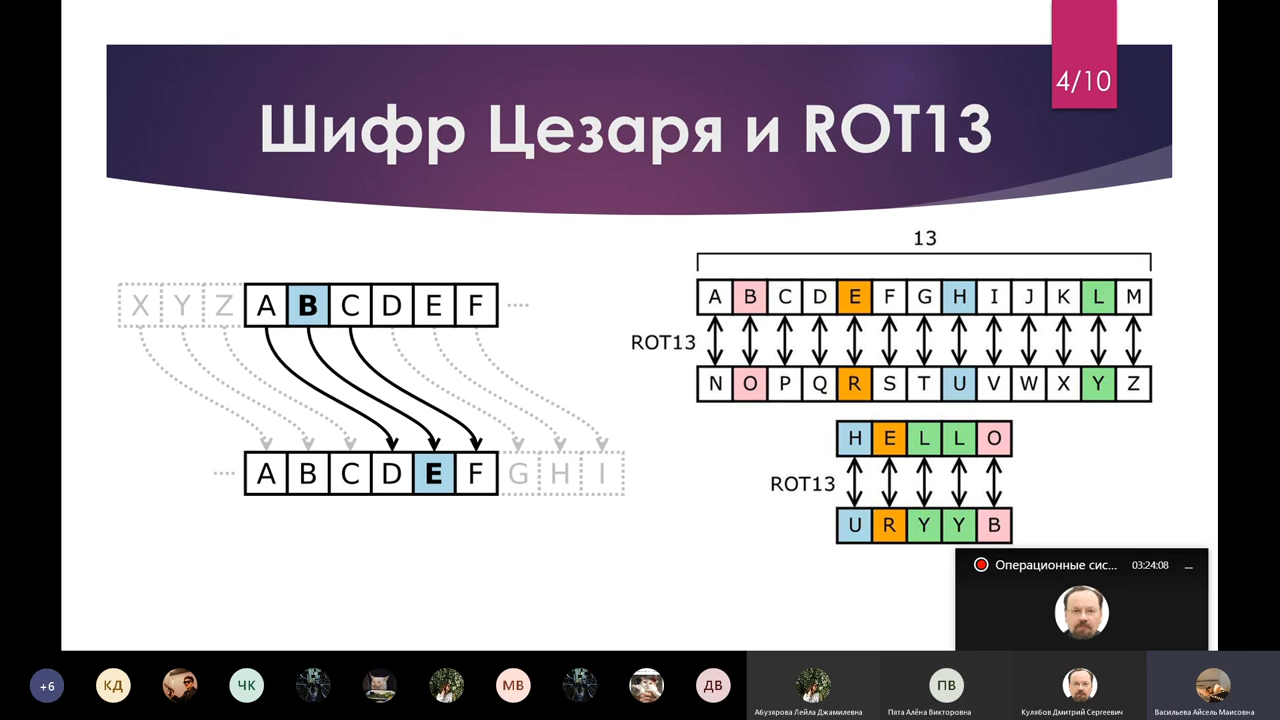 4/10
Шифр Цезаря и ROT13
X Y Z A B C D E F ....
.... A B C D E F G H I
13
A B C D E F G H I J K L M
ROT13
N O P Q R S T U V W X Y Z
H E L L O
ROT13
U R Y Y B
Операционные сис... 03:24:08
+6 КД ЧК МВ ДВ ПВ
Абузярова Лейла Джамилевна
Пята Алёна Викторовна
Кулябов Дмитрий Сергеевич
Васильева Айсель Маисовна